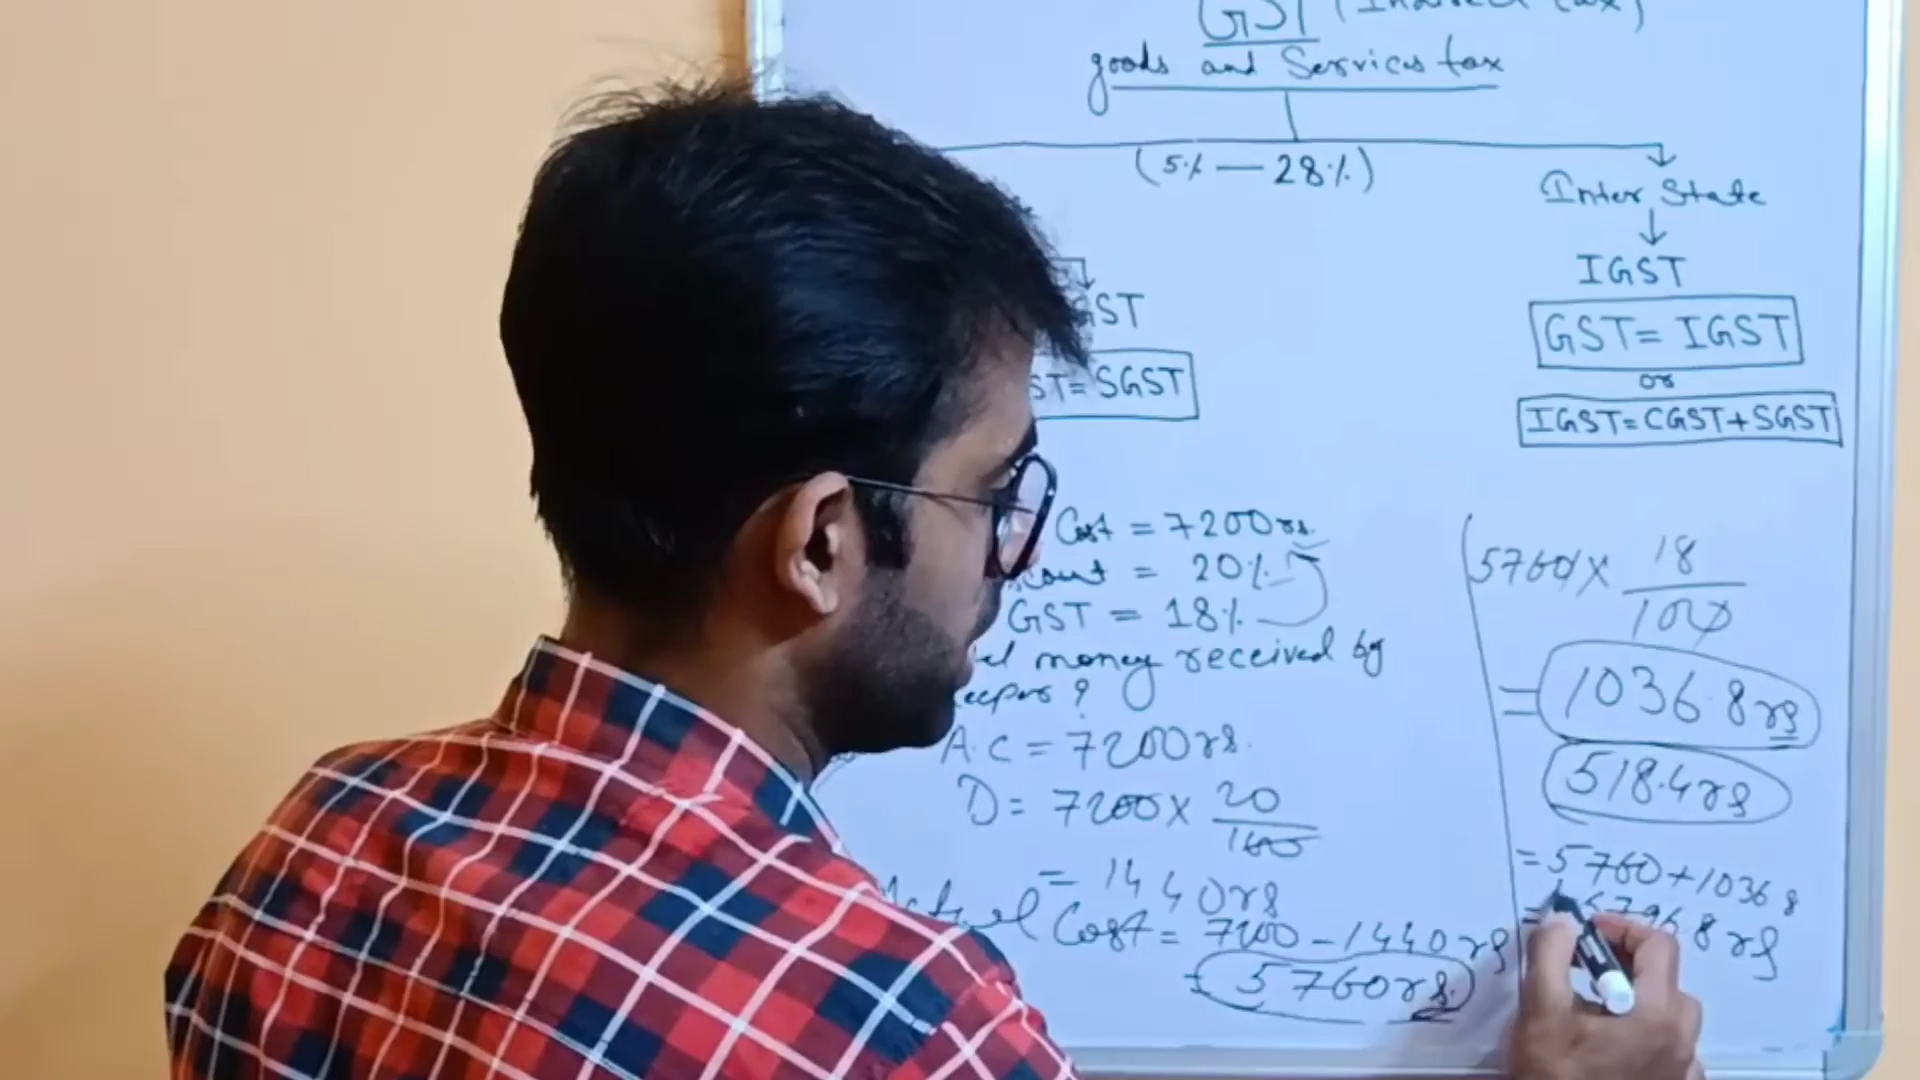 GST (Indirect tax)
goods and Services tax
(5% — 28%)
Inter State
IGST
GST = IGST
or
IGST = CGST + SGST
GST
ST = SGST
Cost = 7200 rs.
count = 20%
GST = 18%
money received by
eepers ?
A.C = 7200 rs.
D = 7200 × 20/100
= 1440 rs
Actual Cost = 7200 - 1440 rs
= 5760 rs.
5760 × 18/100
= 1036.8 rs
518.4 rs
= 5760 + 1036.8
= 6796.8 rs